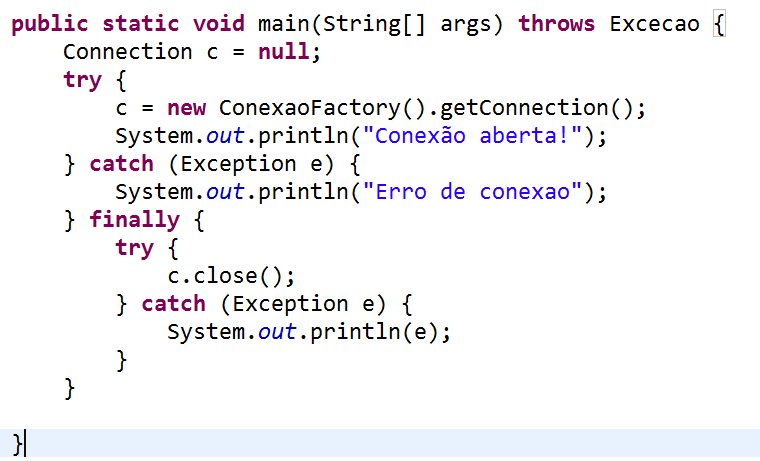 public static void main(String[] args) throws Excecao {
    Connection c = null;
    try {
        c = new ConexaoFactory().getConnection();
        System.out.println("Conexão aberta!");
    } catch (Exception e) {
        System.out.println("Erro de conexao");
    } finally {
        try {
            c.close();
        } catch (Exception e) {
            System.out.println(e);
        }
    }
}